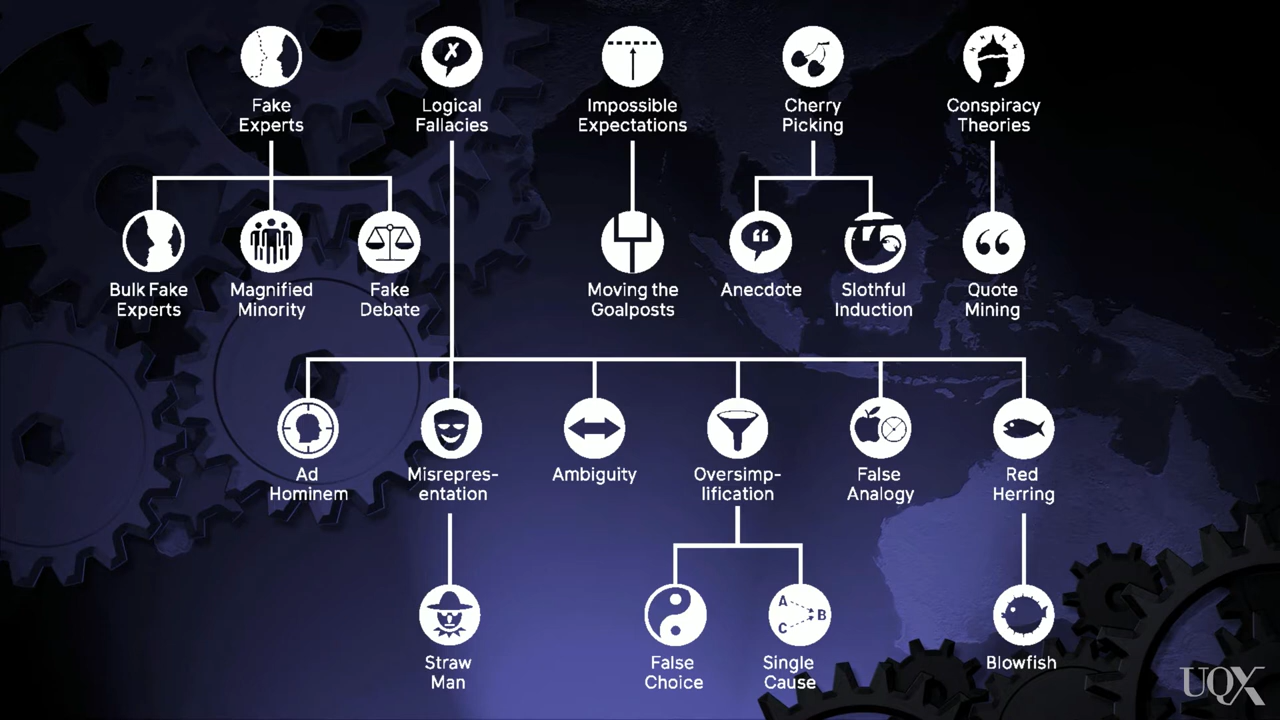 Fake
Experts
Logical
Fallacies
Impossible
Expectations
Cherry
Picking
Conspiracy
Theories
Bulk Fake
Experts
Magnified
Minority
Fake
Debate
Moving the
Goalposts
Anecdote
Slothful
Induction
Quote
Mining
Ad
Hominem
Misrepres-
entation
Ambiguity
Oversimp-
lification
False
Analogy
Red
Herring
Straw
Man
False
Choice
A
B
C
Single
Cause
Blowfish
UQX